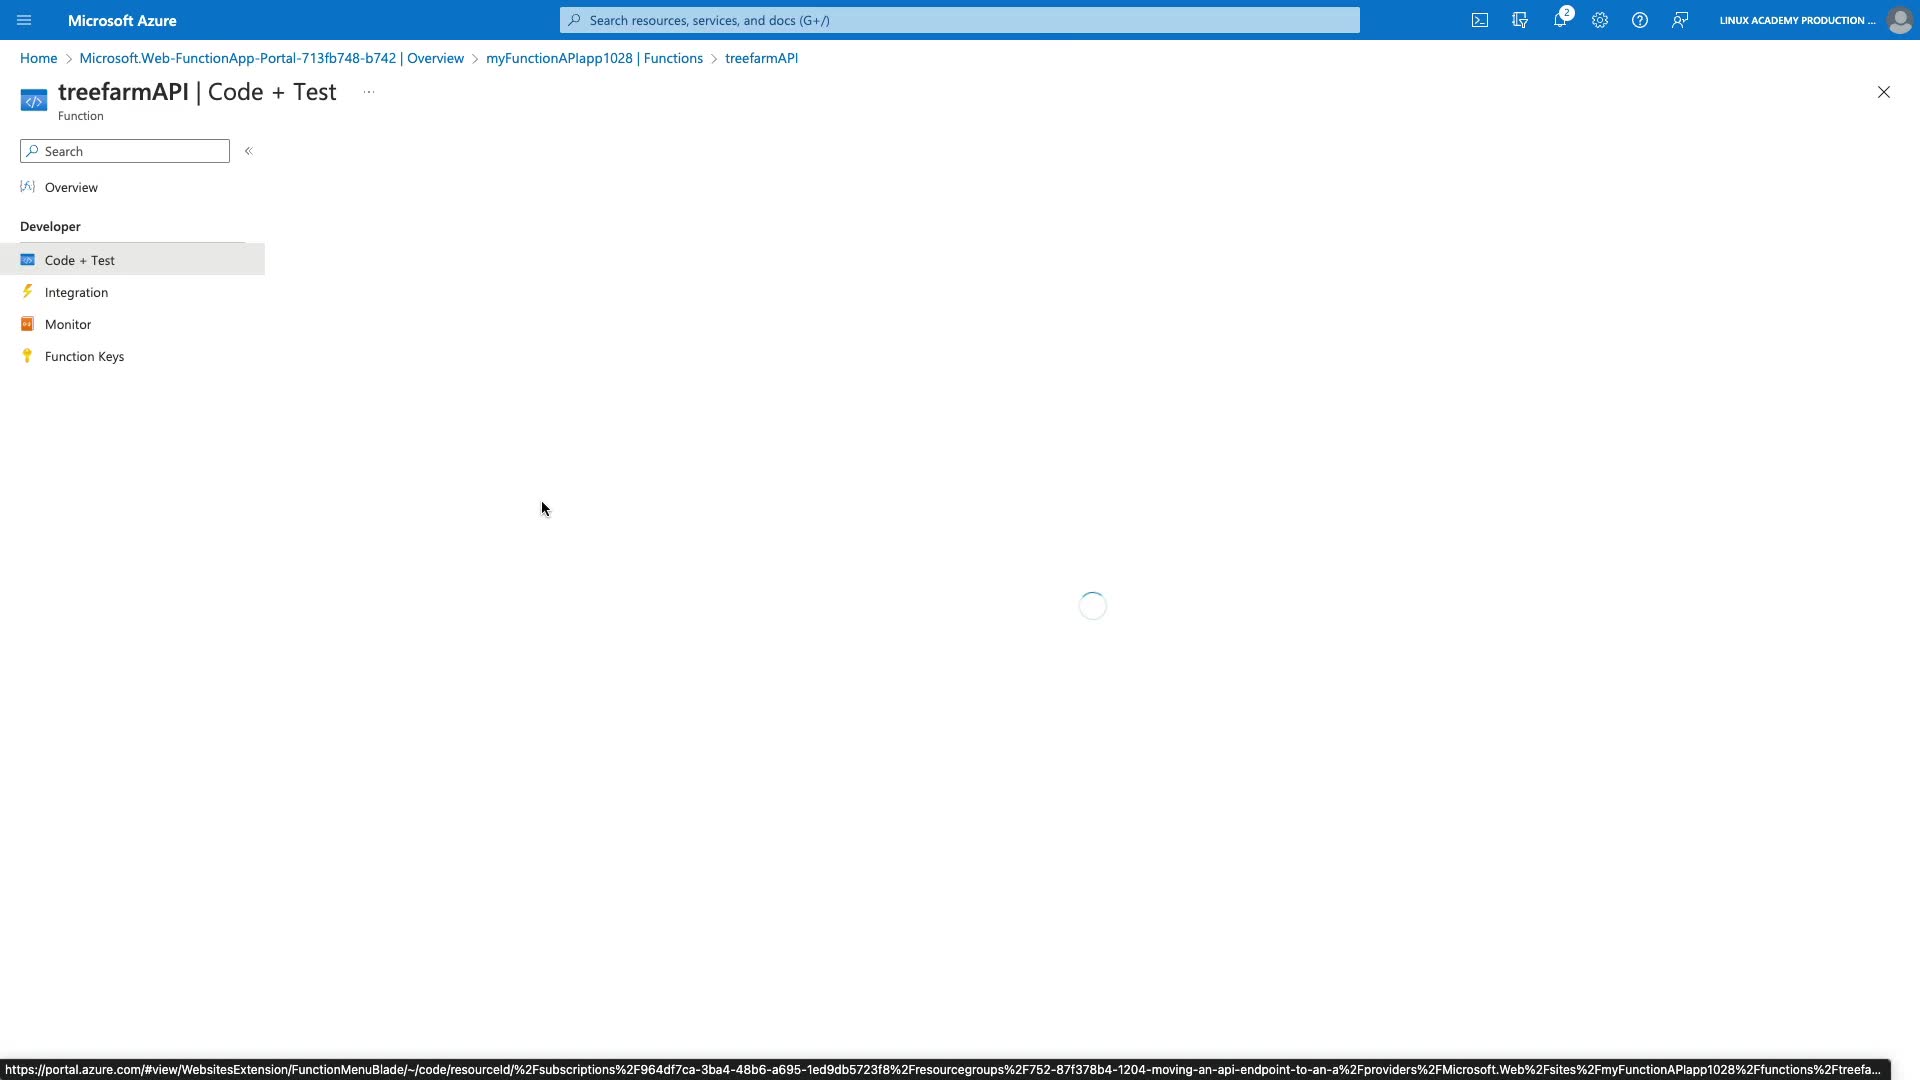 Microsoft Azure
Search resources, services, and docs (G+/)
2
LINUX ACADEMY PRODUCTION ...
Home > Microsoft.Web-FunctionApp-Portal-713fb748-b742 | Overview > myFunctionAPIapp1028 | Functions > treefarmAPI
treefarmAPI | Code + Test ...
Function
Search
Overview
Developer
Code + Test
Integration
Monitor
Function Keys
https://portal.azure.com/#view/WebsitesExtension/FunctionMenuBlade/~/code/resourceId/%2Fsubscriptions%2F964df7ca-3ba4-48b6-a695-1ed9db5723f8%2Fresourcegroups%2F752-87f378b4-1204-moving-an-api-endpoint-to-an-a%2Fproviders%2FMicrosoft.Web%2Fsites%2FmyFunctionAPIapp1028%2Ffunctions%2Ftreefa...